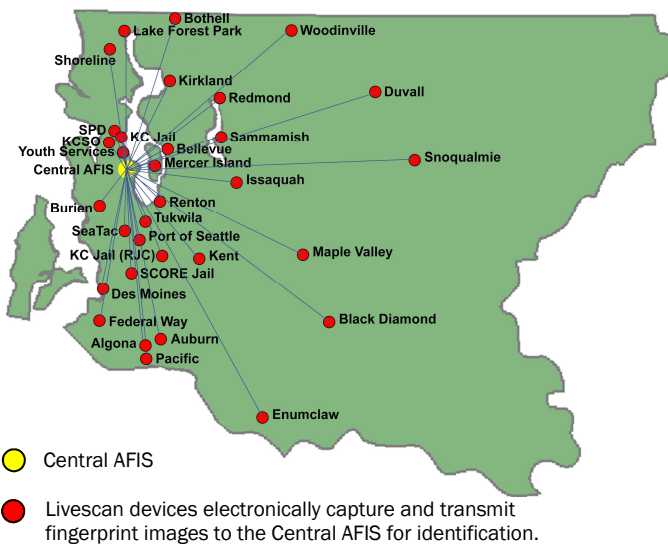 Bothell
Lake Forest Park
Woodinville
Shoreline
Kirkland
Duvall
Redmond
SPD
KC Jail
Sammamish
KCSO
Youth Services
Bellevue
Snoqualmie
Mercer Island
Central AFIS
Issaquah
Renton
Burien
Tukwila
SeaTac
Port of Seattle
KC Jail (RJC)
Kent
Maple Valley
SCORE Jail
Des Moines
Black Diamond
Federal Way
Auburn
Algona
Pacific
Enumclaw
Central AFIS
Livescan devices electronically capture and transmit
fingerprint images to the Central AFIS for identification.